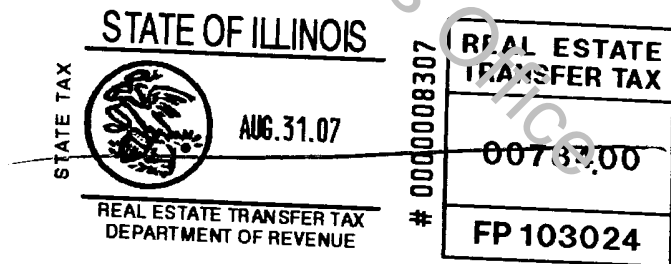 STATE OF ILLINOIS
STATE TAX
AUG.31.07
REAL ESTATE TRANSFER TAX
DEPARTMENT OF REVENUE
# 0000008307
REAL ESTATE
TRANSFER TAX
FP 103024
Office